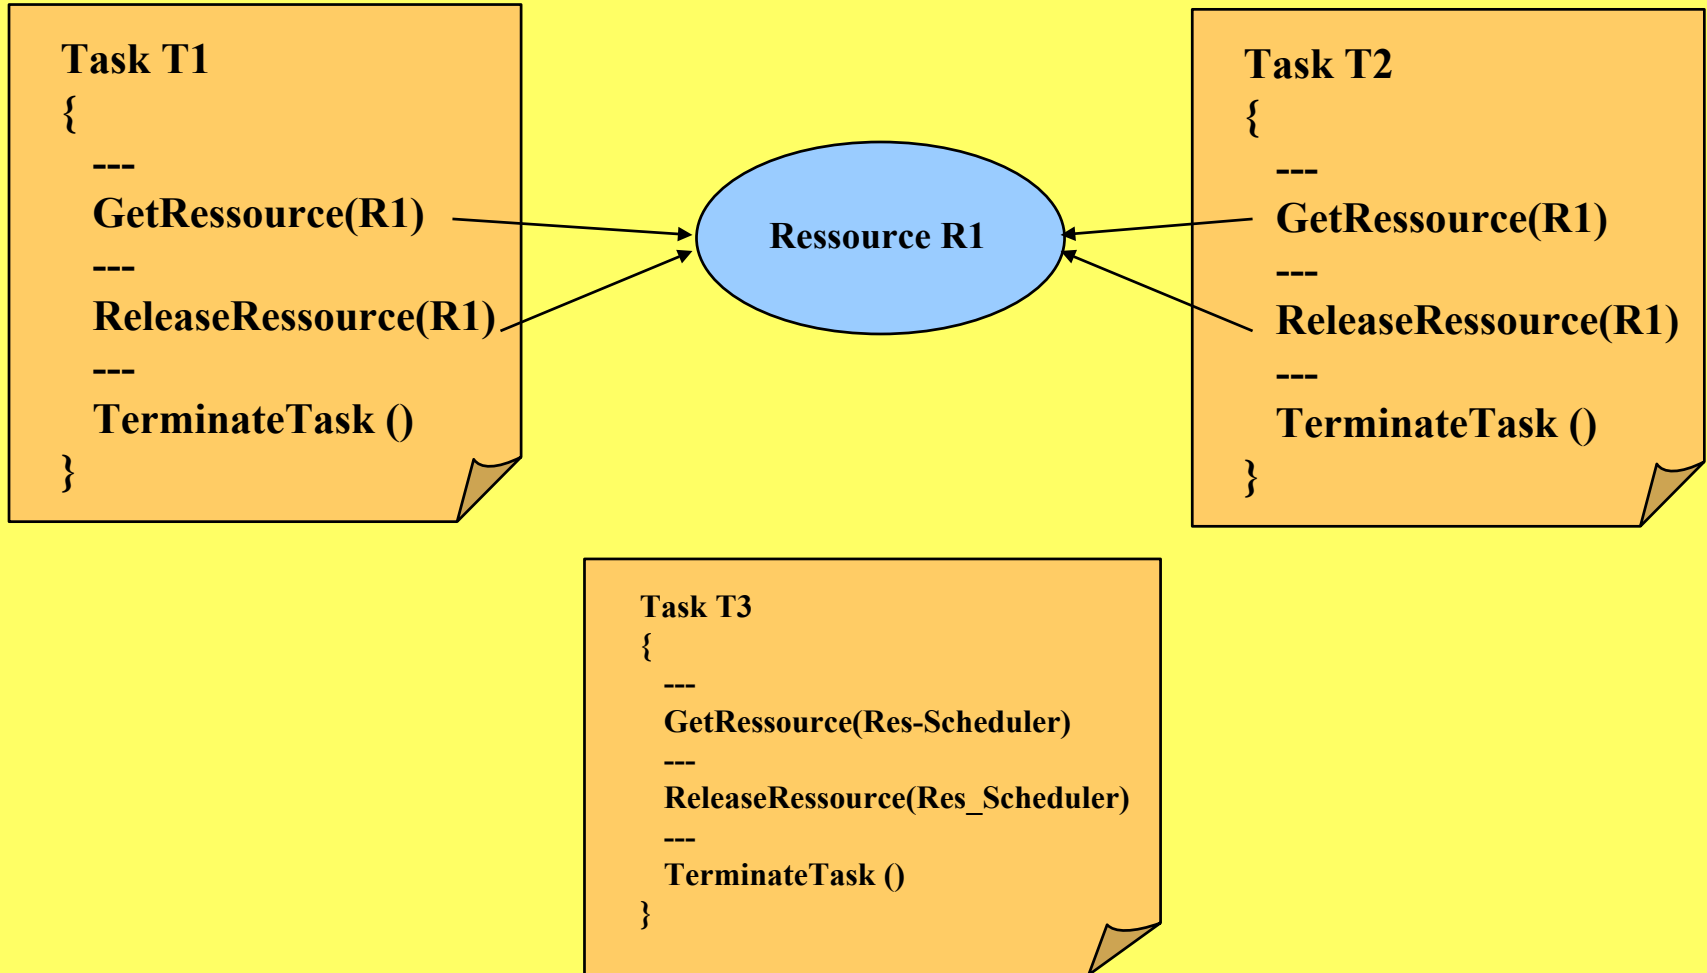 Task T1
{
---
GetRessource(R1)
---
ReleaseRessource(R1)
---
TerminateTask ()
}
Ressource R1
Task T2
{
---
GetRessource(R1)
---
ReleaseRessource(R1)
---
TerminateTask ()
}
Task T3
{
---
GetRessource(Res-Scheduler)
---
ReleaseRessource(Res_Scheduler)
---
TerminateTask ()
}